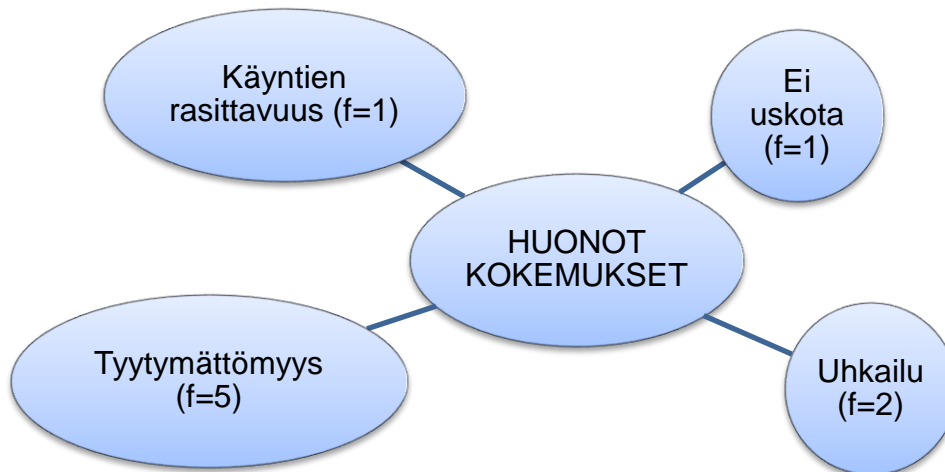 Käyntien
rasittavuus (f=1)
Ei
uskota
(f=1)
HUONOT
KOKEMUKSET
Tyytymättömyys
(f=5)
Uhkailu
(f=2)